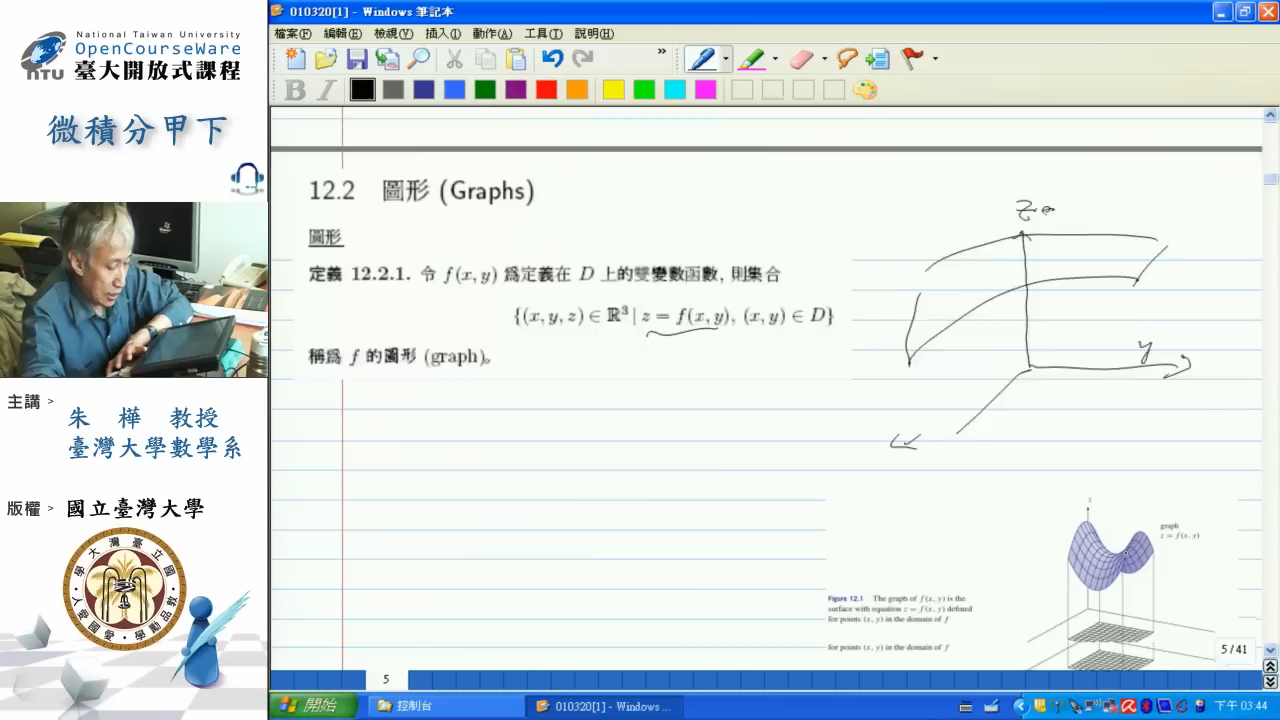 National Taiwan University
OpenCourseWare
NTU 臺大開放式課程
微積分甲下
主講 >
朱 樺 教授
臺灣大學數學系
版權 > 國立臺灣大學
010320[1] - Windows 筆記本
檔案(F) 編輯(E) 檢視(V) 插入(I) 動作(A) 工具(T) 說明(H)
B I
12.2 圖形 (Graphs)
圖形
定義 12.2.1. 令 f(x, y) 為定義在 D 上的雙變數函數, 則集合
{(x, y, z) ∈ ℝ³ | z = f(x, y), (x, y) ∈ D}
稱為 f 的圖形 (graph)。
z
y
z
graph
z = f(x, y)
Figure 12.1 The graph of f(x, y) is the
surface with equation z = f(x, y) defined
for points (x, y) in the domain of f
for points (x, y) in the domain of f
5 / 41
5
開始 控制台 010320[1] - Windows ... 下午 03:44